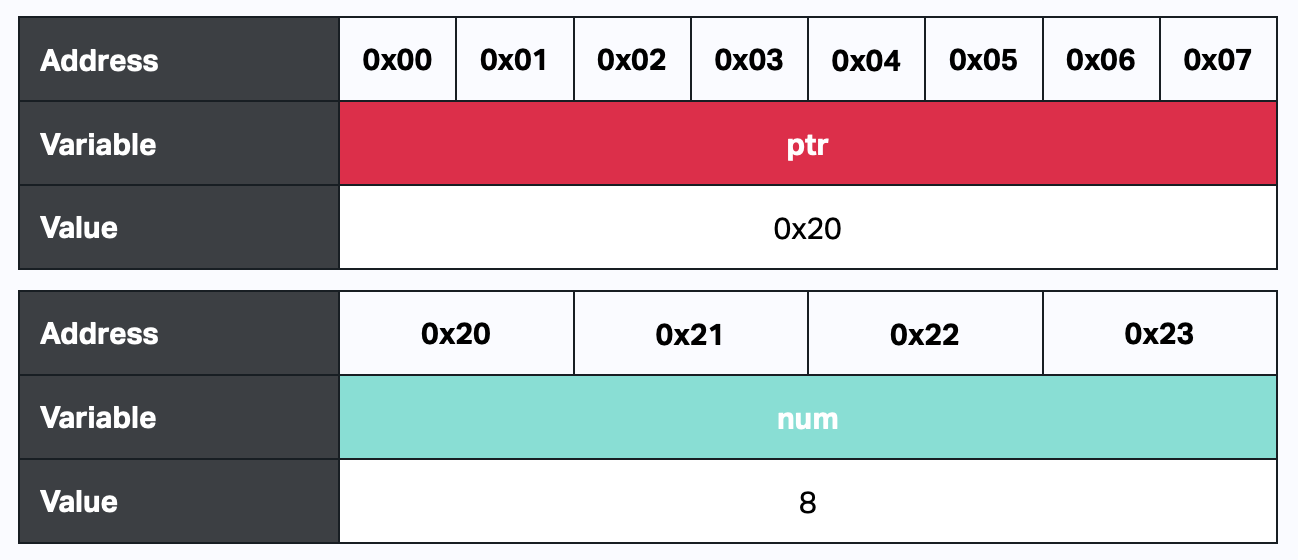 Address 0x00 0x01 0x02 0x03 0x04 0x05 0x06 0x07
Variable ptr
Value 0x20
Address 0x20 0x21 0x22 0x23
Variable num
Value 8